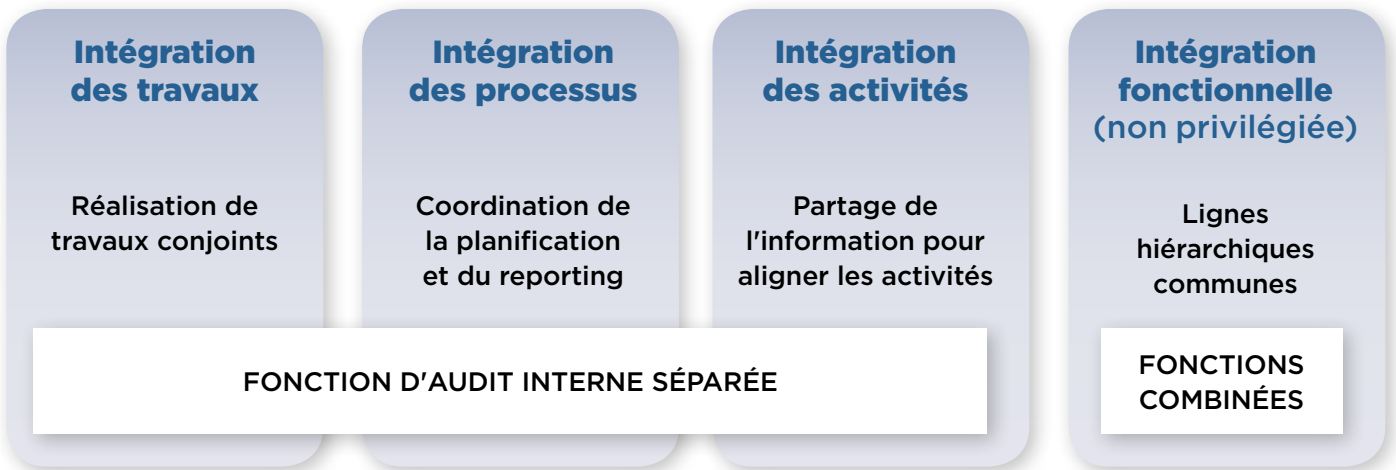 Intégration
des travaux
Réalisation de
travaux conjoints
Intégration
des processus
Coordination de
la planification
et du reporting
Intégration
des activités
Partage de
l'information pour
aligner les activités
FONCTION D'AUDIT INTERNE SÉPARÉE
Intégration
fonctionnelle
(non privilégiée)
Lignes
hiérarchiques
communes
FONCTIONS
COMBINÉES